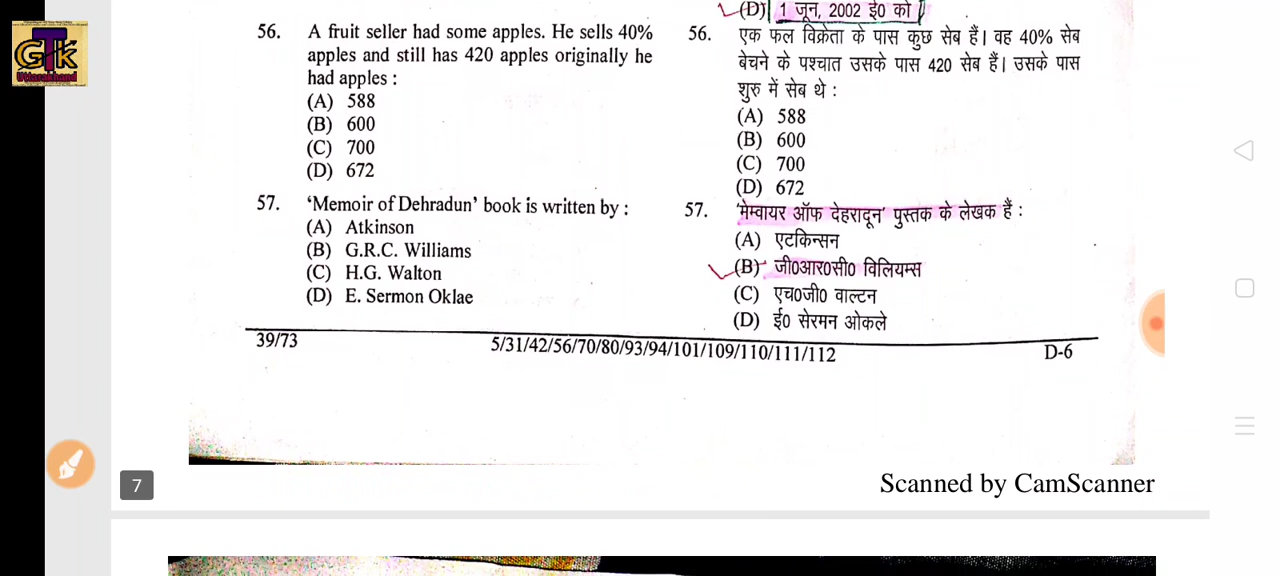 GTK
Uttarakhand
(D) 1 जून, 2002 ई0 को
56. A fruit seller had some apples. He sells 40%
apples and still has 420 apples originally he
had apples :
(A) 588
(B) 600
(C) 700
(D) 672
57. ‘Memoir of Dehradun’ book is written by :
(A) Atkinson
(B) G.R.C. Williams
(C) H.G. Walton
(D) E. Sermon Oklae
56. एक फल विक्रेता के पास कुछ सेब हैं। वह 40% सेब
बेचने के पश्चात उसके पास 420 सेब हैं। उसके पास
शुरु में सेब थे :
(A) 588
(B) 600
(C) 700
(D) 672
57. 'मेम्वायर ऑफ देहरादून' पुस्तक के लेखक हैं :
(A) एटकिन्सन
(B) जी0आर0सी0 विलियम्स
(C) एच0जी0 वाल्टन
(D) ई0 सेरमन ओकले
39/73 5/31/42/56/70/80/93/94/101/109/110/111/112 D-6
7
Scanned by CamScanner